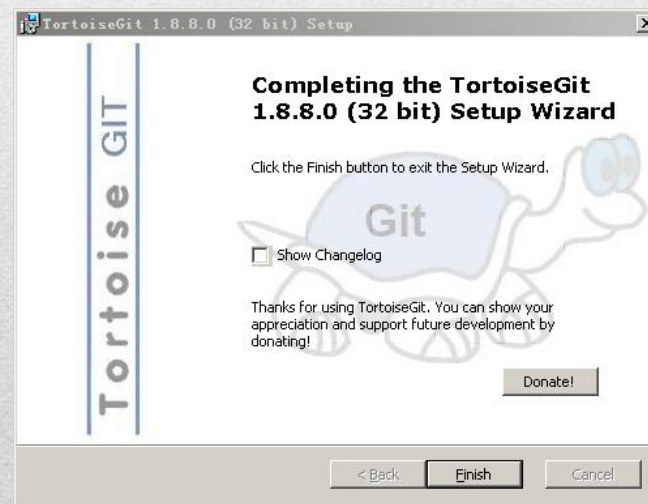 TortoiseGit 1.8.8.0 (32 bit) Setup
Tortoise GIT
Completing the TortoiseGit
1.8.8.0 (32 bit) Setup Wizard
Click the Finish button to exit the Setup Wizard.
Git
Show Changelog
Thanks for using TortoiseGit. You can show your
appreciation and support future development by
donating!
Donate!
< Back
Finish
Cancel